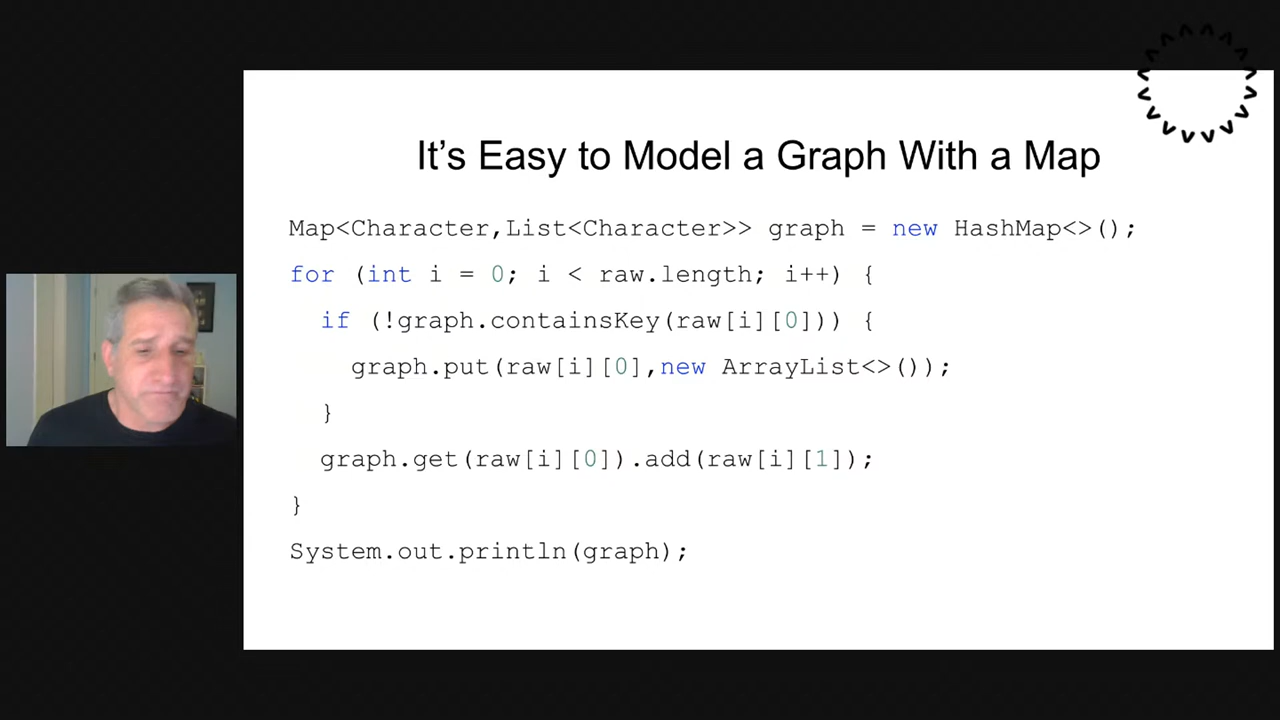 It's Easy to Model a Graph With a Map
Map<Character,List<Character>> graph = new HashMap<>();
for (int i = 0; i < raw.length; i++) {
  if (!graph.containsKey(raw[i][0])) {
    graph.put(raw[i][0],new ArrayList<>());
  }
  graph.get(raw[i][0]).add(raw[i][1]);
}
System.out.println(graph);